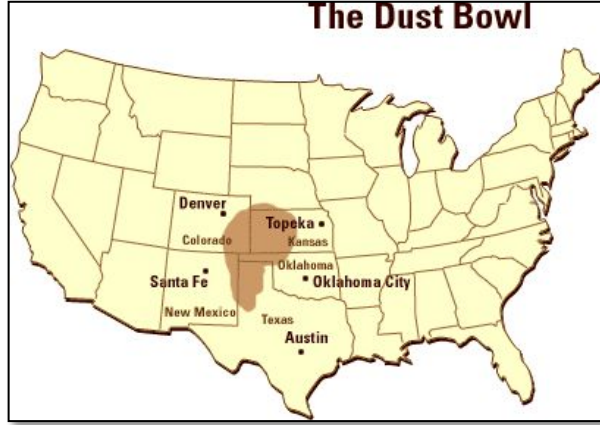 The Dust Bowl
Denver
Topeka
Colorado
Kansas
Oklahoma
Santa Fe
Oklahoma City
New Mexico
Texas
Austin